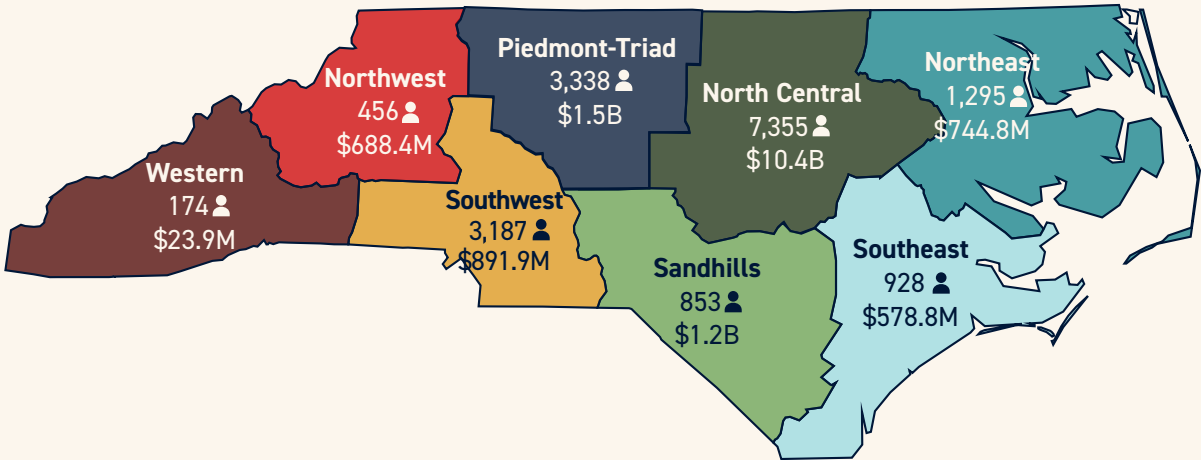 Piedmont-Triad
3,338
$1.5B
Northwest
456
$688.4M
North Central
7,355
$10.4B
Northeast
1,295
$744.8M
Western
174
$23.9M
Southwest
3,187
$891.9M
Sandhills
853
$1.2B
Southeast
928
$578.8M